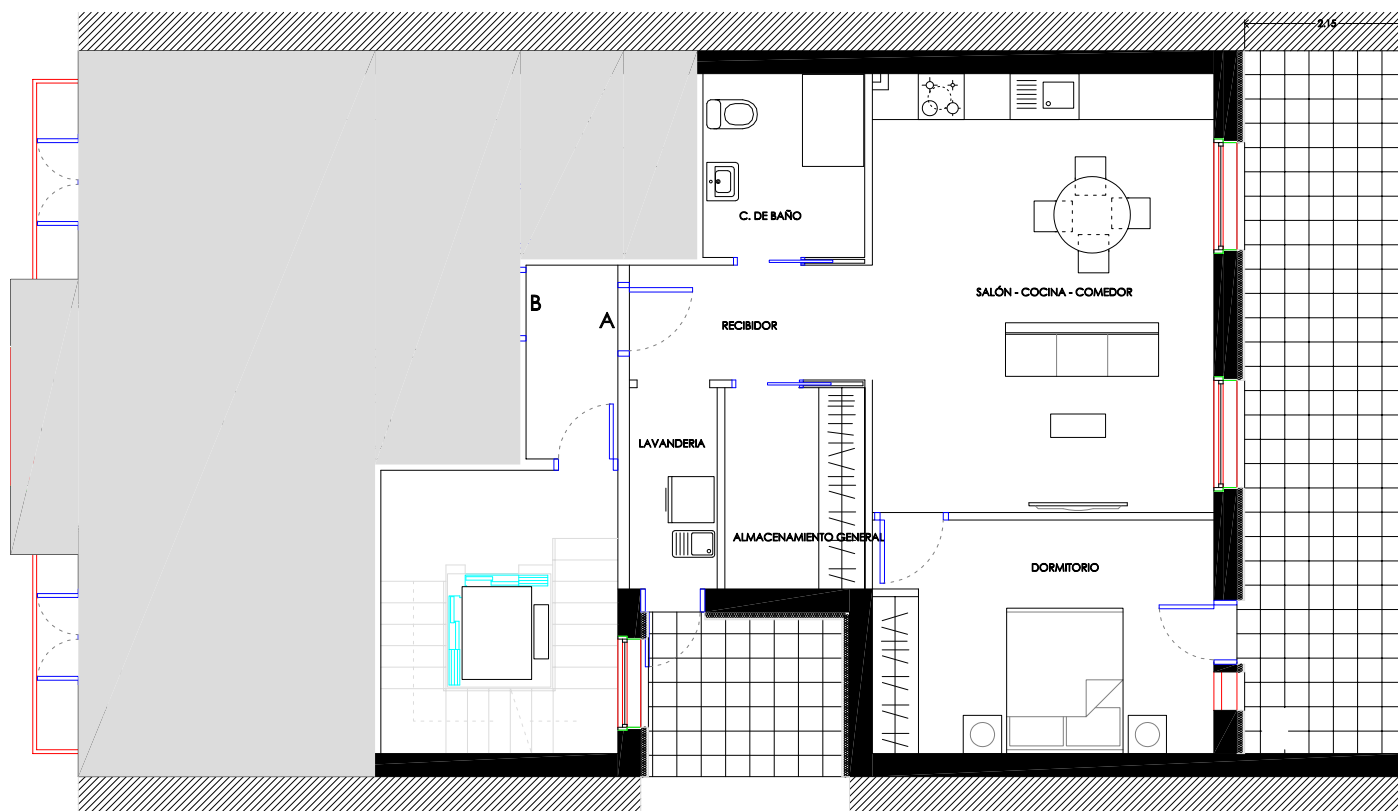 2.15
C. DE BAÑO
SALÓN - COCINA - COMEDOR
B
A
RECIBIDOR
LAVANDERIA
ALMACENAMIENTO GENERAL
DORMITORIO